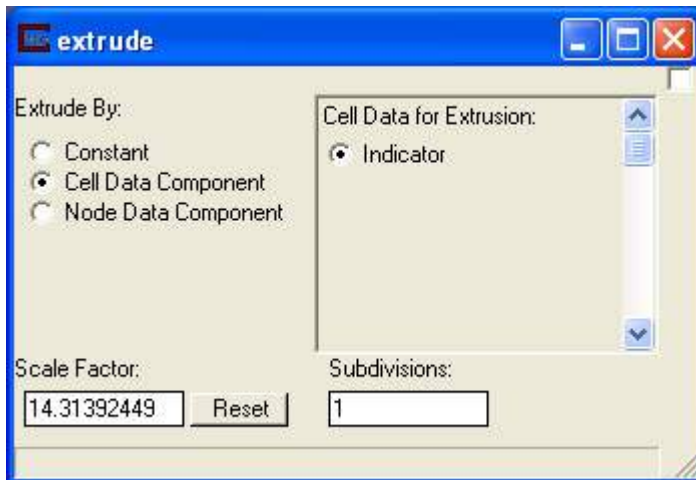 extrude
Extrude By:
Constant
Cell Data Component
Node Data Component
Cell Data for Extrusion:
Indicator
Scale Factor:
14.31392449
Reset
Subdivisions:
1